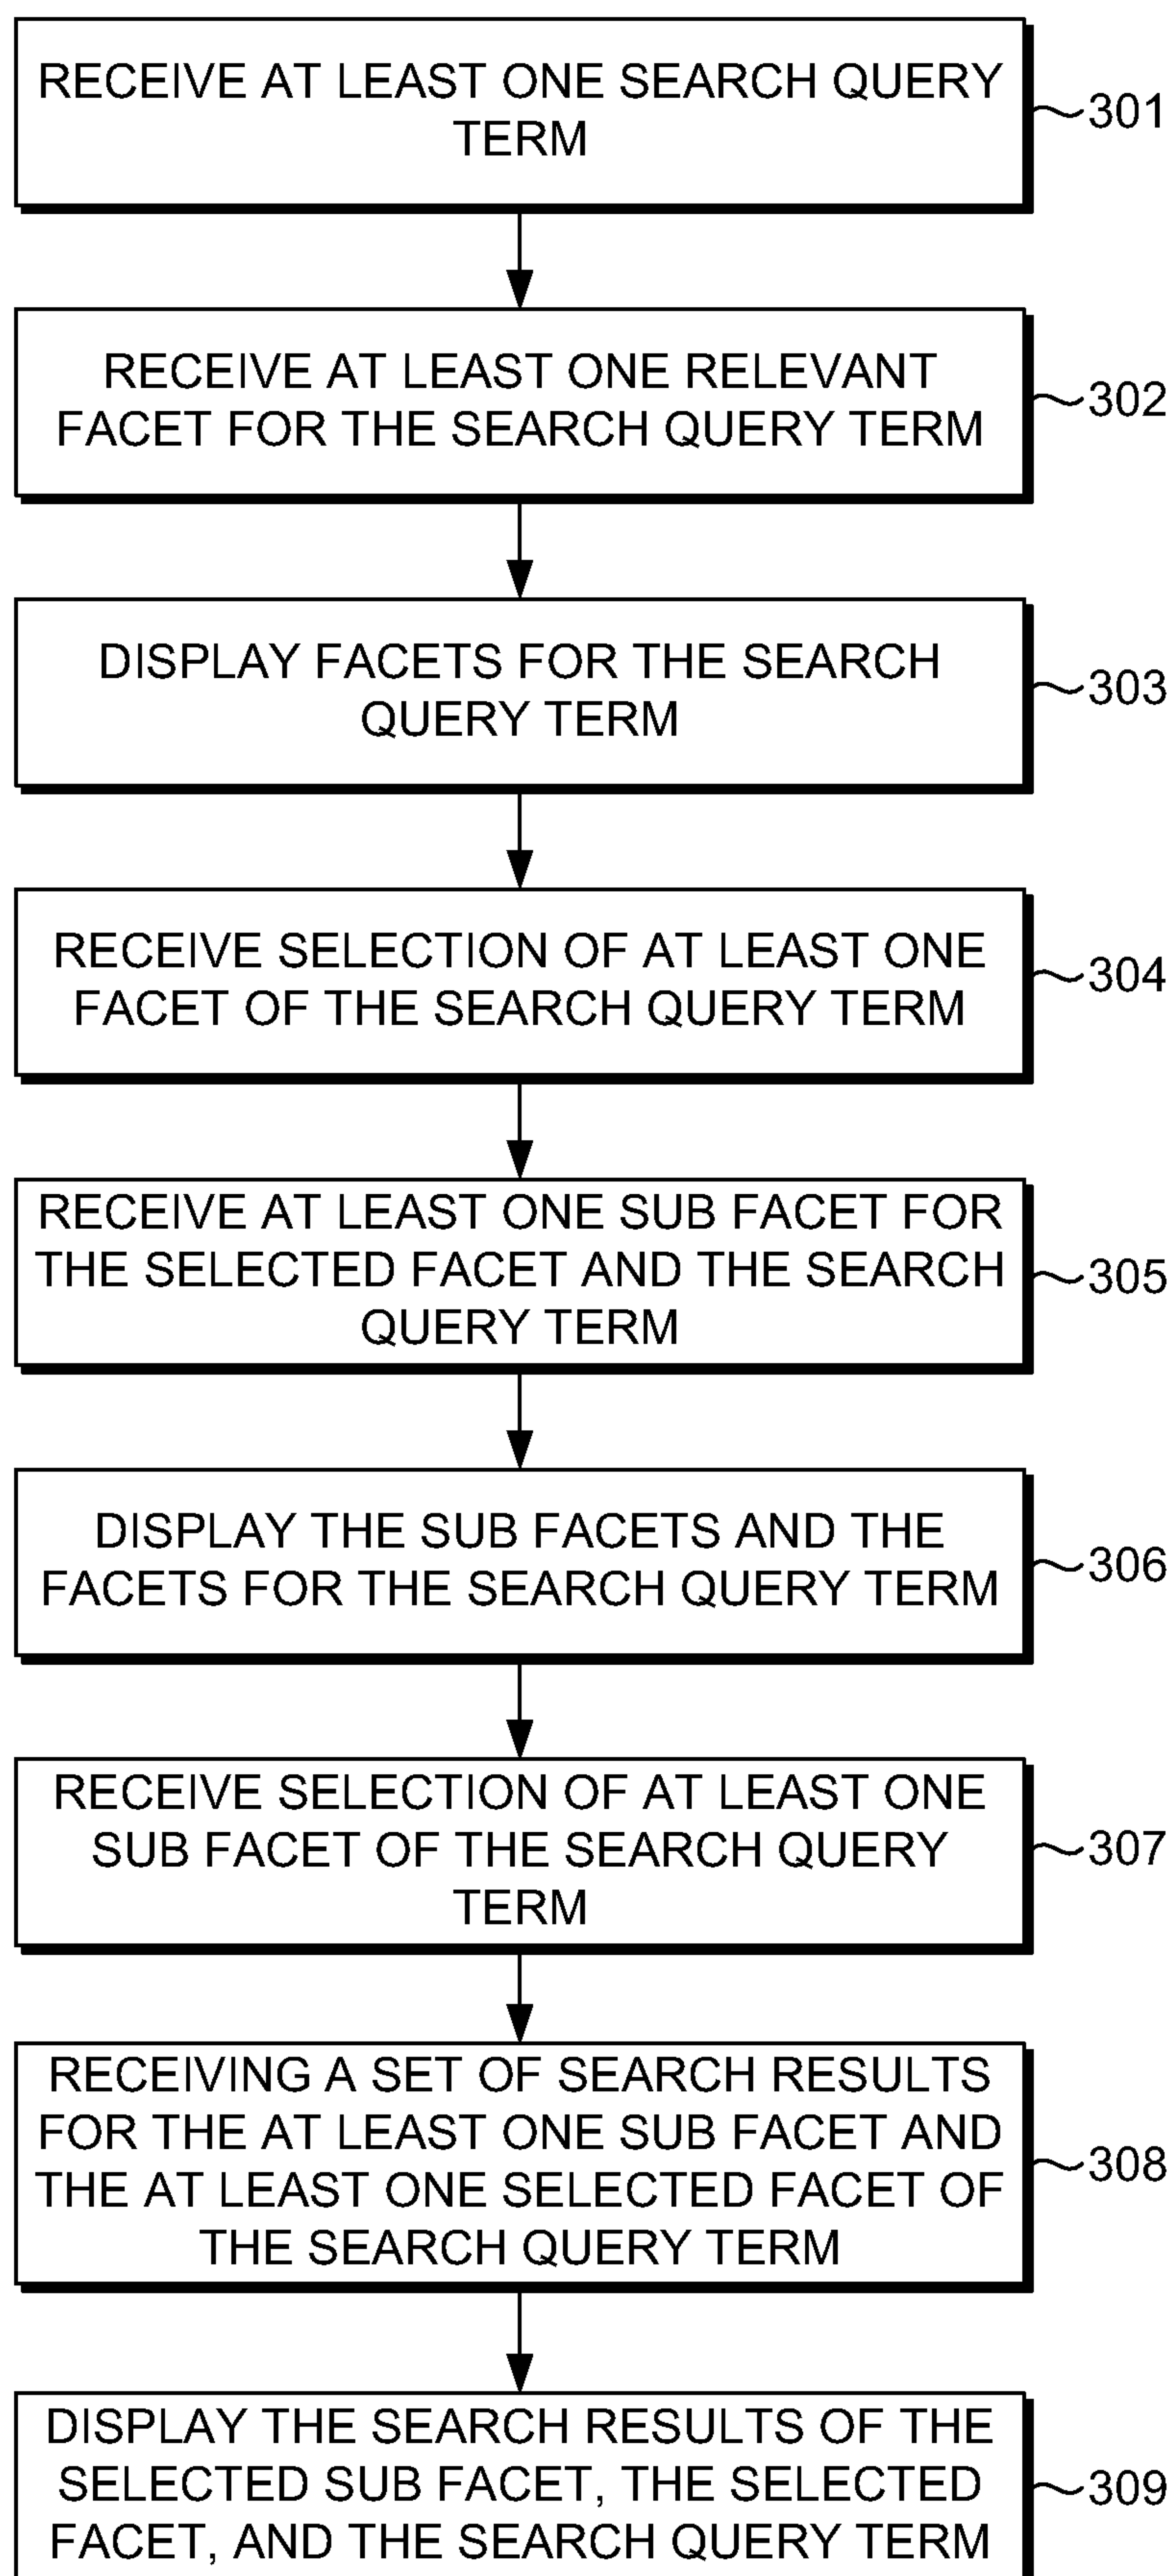 RECEIVE AT LEAST ONE SEARCH QUERY
TERM
301
RECEIVE AT LEAST ONE RELEVANT
FACET FOR THE SEARCH QUERY TERM
302
DISPLAY FACETS FOR THE SEARCH
QUERY TERM
303
RECEIVE SELECTION OF AT LEAST ONE
FACET OF THE SEARCH QUERY TERM
304
RECEIVE AT LEAST ONE SUB FACET FOR
THE SELECTED FACET AND THE SEARCH
QUERY TERM
305
DISPLAY THE SUB FACETS AND THE
FACETS FOR THE SEARCH QUERY TERM
306
RECEIVE SELECTION OF AT LEAST ONE
SUB FACET OF THE SEARCH QUERY
TERM
307
RECEIVING A SET OF SEARCH RESULTS
FOR THE AT LEAST ONE SUB FACET AND
THE AT LEAST ONE SELECTED FACET OF
THE SEARCH QUERY TERM
308
DISPLAY THE SEARCH RESULTS OF THE
SELECTED SUB FACET, THE SELECTED
FACET, AND THE SEARCH QUERY TERM
309